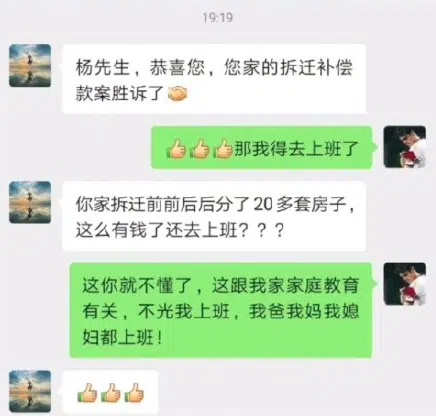 19:19
杨先生，恭喜您，您家的拆迁补偿
款案胜诉了🤝
👍👍👍那我得去上班了
你家拆迁前前后后分了20多套房子，
这么有钱了还去上班？？？
这你就不懂了，这跟我家家庭教育
有关，不光我上班，我爸我妈我媳
妇都上班！
👍👍👍